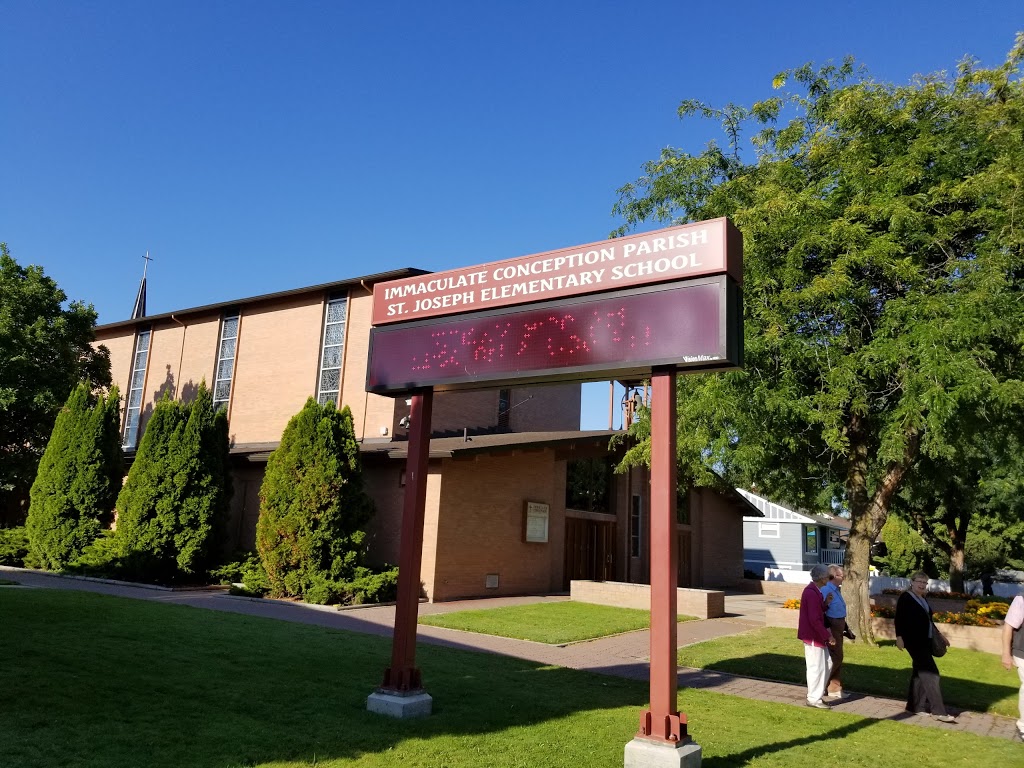 IMMACULATE CONCEPTION PARISH
ST. JOSEPH ELEMENTARY SCHOOL